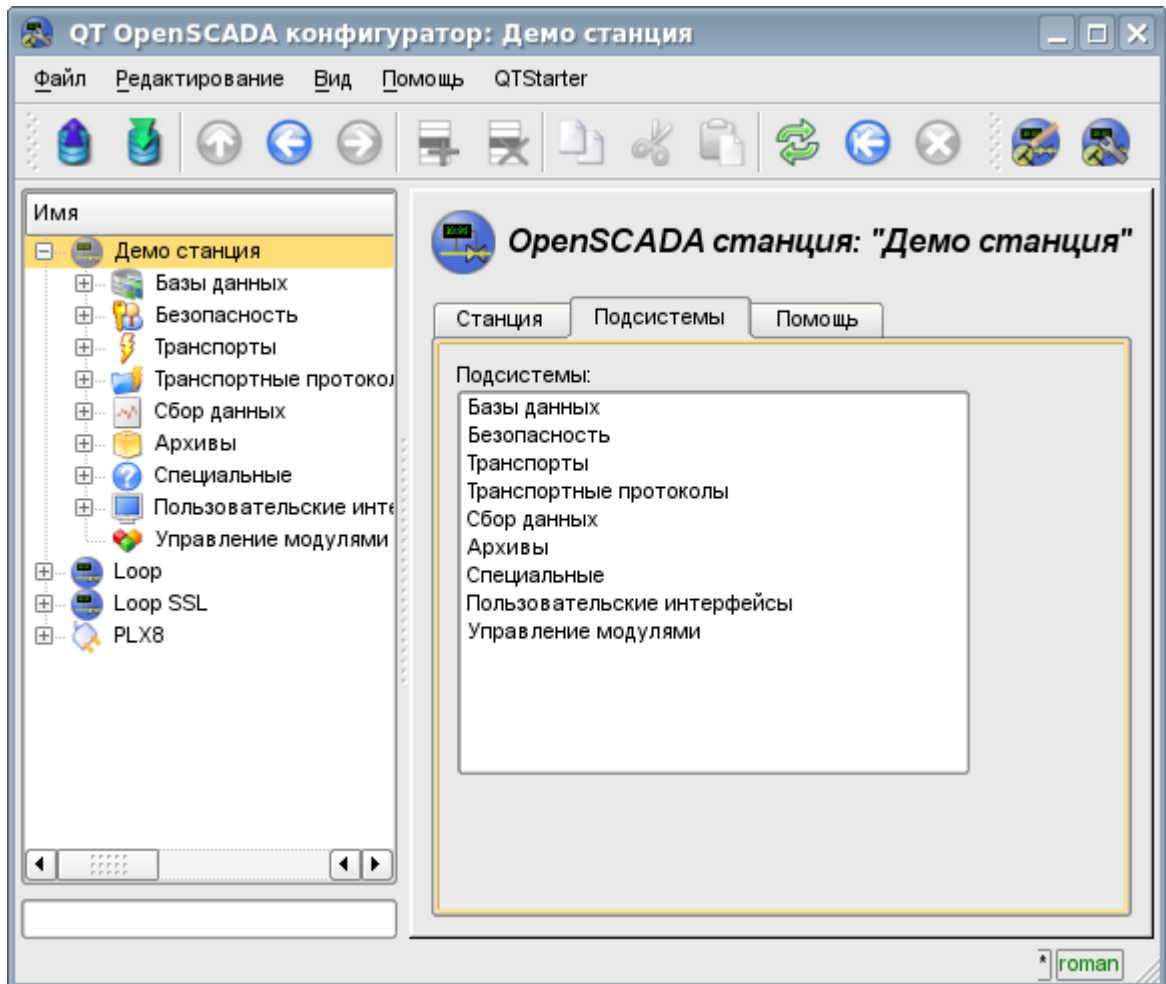 QT OpenSCADA конфигуратор: Демо станция
Файл Редактирование Вид Помощь QTStarter
Имя
Демо станция
Базы данных
Безопасность
Транспорты
Транспортные протокол
Сбор данных
Архивы
Специальные
Пользовательские инте
Управление модулями
Loop
Loop SSL
PLX8
OpenSCADA станция: "Демо станция"
Станция Подсистемы Помощь
Подсистемы:
Базы данных
Безопасность
Транспорты
Транспортные протоколы
Сбор данных
Архивы
Специальные
Пользовательские интерфейсы
Управление модулями
* roman